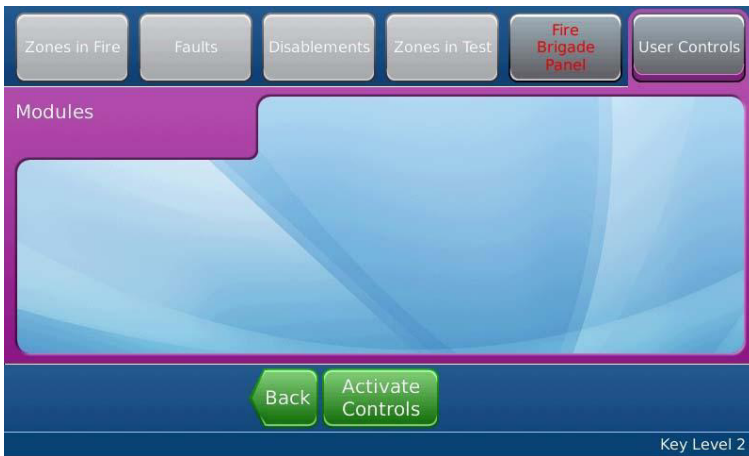 Zones in Fire
Faults
Disablements
Zones in Test
Fire
Brigade
Panel
User Controls
Modules
Back
Activate
Controls
Key Level 2